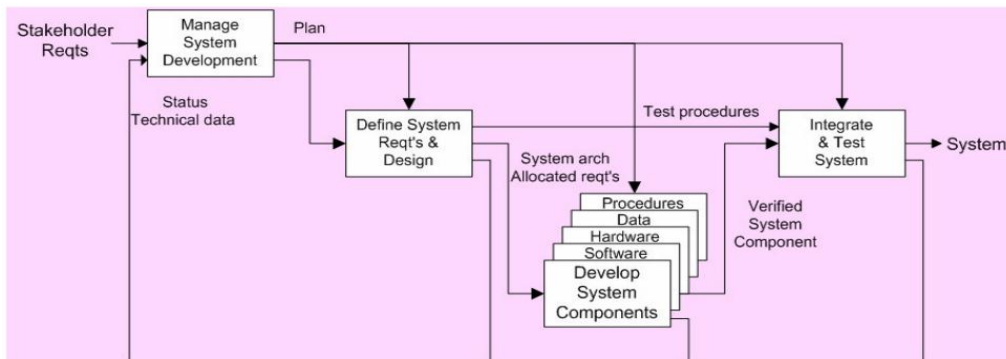 Stakeholder
Reqts
Manage
System
Development
Plan
Status
Technical data
Define System
Req't's &
Design
Test procedures
Integrate
& Test
System
System
System arch
Allocated reqt's
Procedures
Data
Hardware
Software
Develop
System
Components
Verified
System
Component